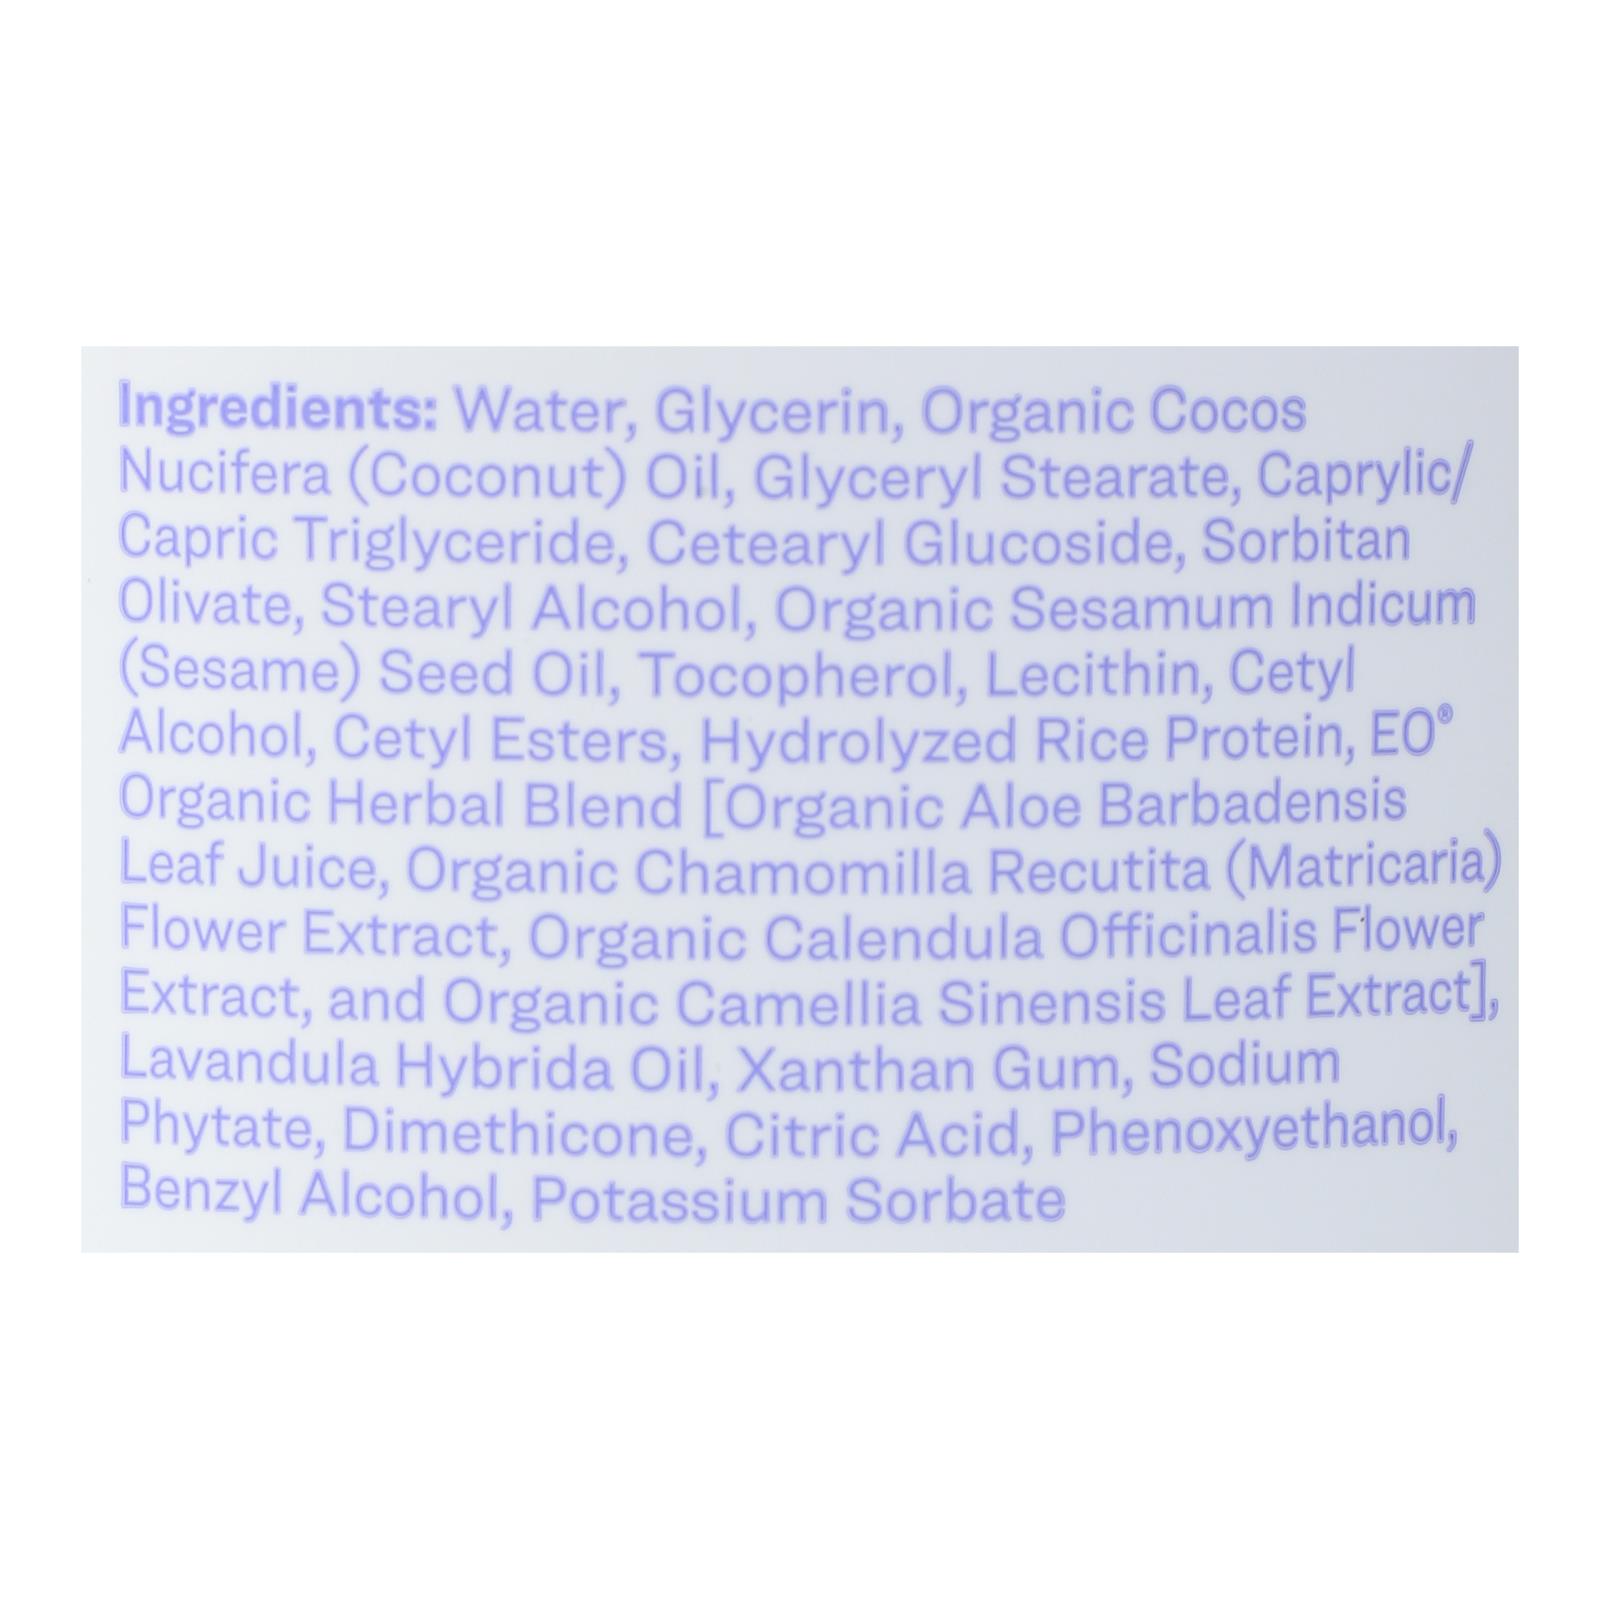 Ingredients: Water, Glycerin, Organic Cocos
Nucifera (Coconut) Oil, Glyceryl Stearate, Caprylic/
Capric Triglyceride, Cetearyl Glucoside, Sorbitan
Olivate, Stearyl Alcohol, Organic Sesamum Indicum
(Sesame) Seed Oil, Tocopherol, Lecithin, Cetyl
Alcohol, Cetyl Esters, Hydrolyzed Rice Protein, EO®
Organic Herbal Blend [Organic Aloe Barbadensis
Leaf Juice, Organic Chamomilla Recutita (Matricaria)
Flower Extract, Organic Calendula Officinalis Flower
Extract, and Organic Camellia Sinensis Leaf Extract],
Lavandula Hybrida Oil, Xanthan Gum, Sodium
Phytate, Dimethicone, Citric Acid, Phenoxyethanol,
Benzyl Alcohol, Potassium Sorbate